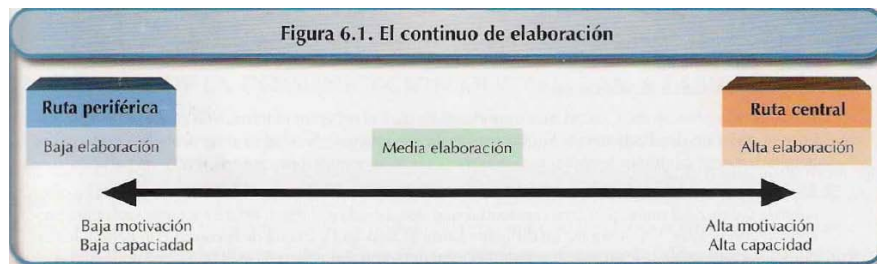 Figura 6.1. El continuo de elaboración
Ruta periférica
Ruta central
Baja elaboración
Media elaboración
Alta elaboración
Baja motivación
Alta motivación
Baja capaciadad
Alta capacidad